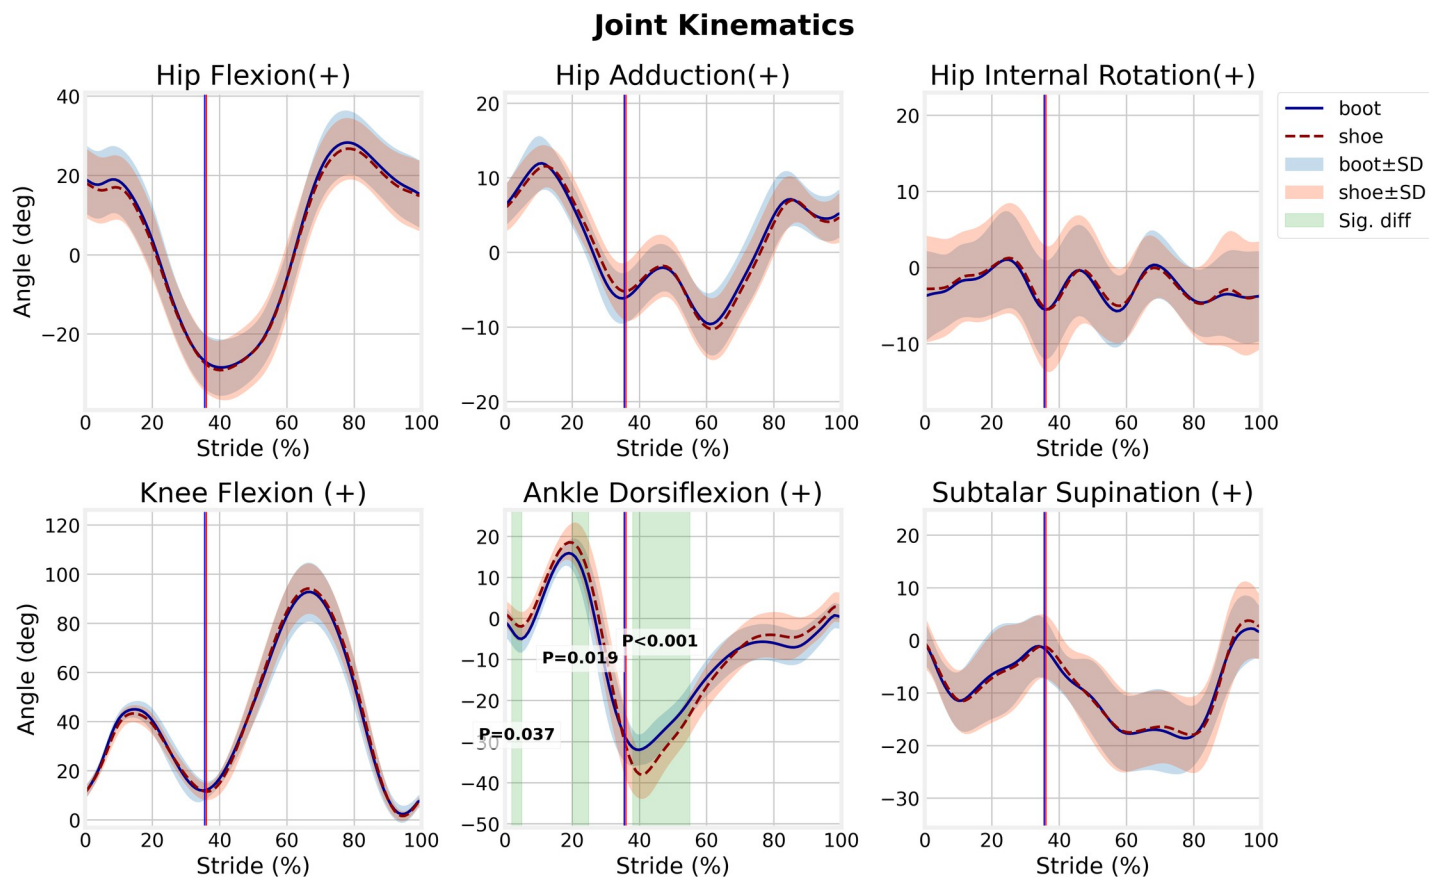 Joint Kinematics
Hip Flexion(+)
Hip Adduction(+)
Hip Internal Rotation(+)
40
20
0
−20
Angle (deg)
0 20 40 60 80 100
Stride (%)
20
10
0
−10
−20
0 20 40 60 80 100
Stride (%)
20
10
0
−10
0 20 40 60 80 100
Stride (%)
boot
shoe
boot±SD
shoe±SD
Sig. diff
Knee Flexion (+)
Ankle Dorsiflexion (+)
Subtalar Supination (+)
120
100
80
60
40
20
0
Angle (deg)
0 20 40 60 80 100
Stride (%)
20
10
0
−10
−20
−30
−40
−50
P<0.001
P=0.019
P=0.037
0 20 40 60 80 100
Stride (%)
20
10
0
−10
−20
−30
0 20 40 60 80 100
Stride (%)